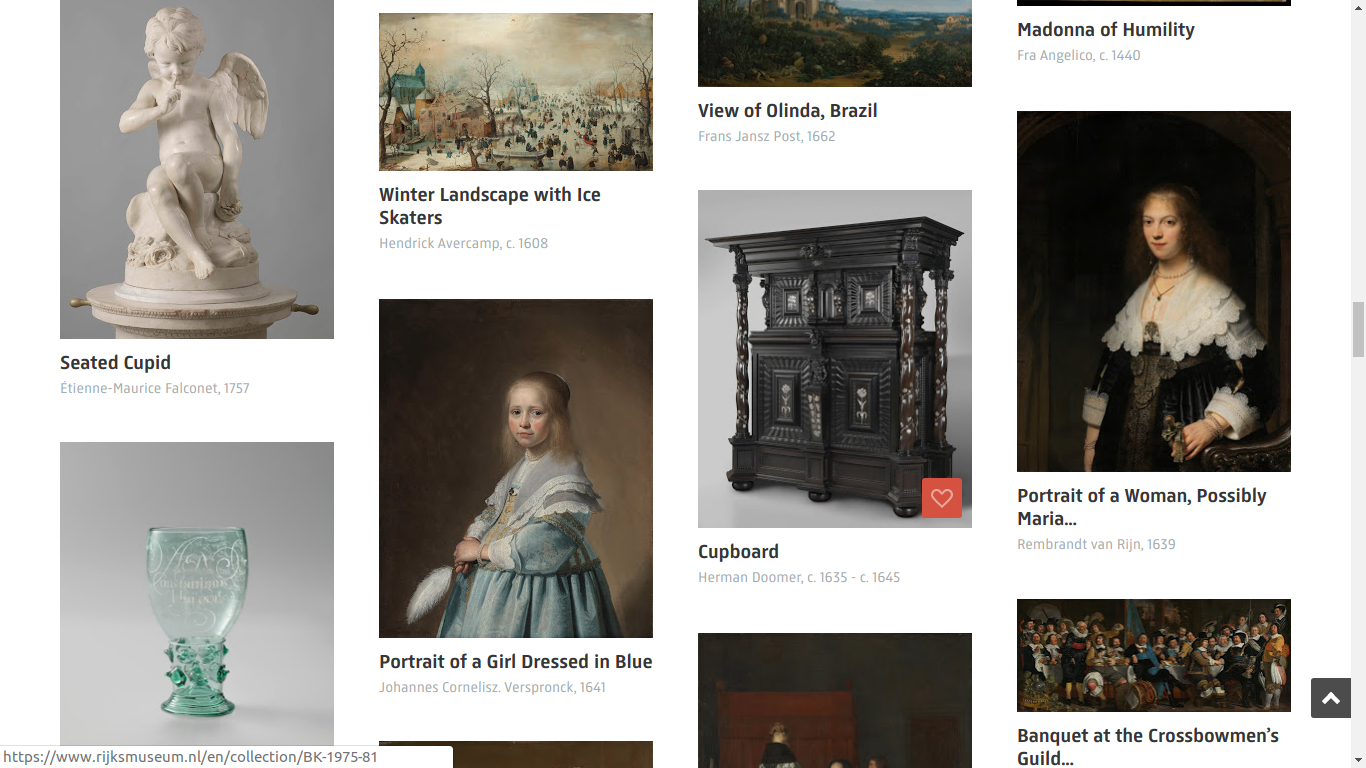 Seated Cupid
Étienne-Maurice Falconet, 1757
Winter Landscape with Ice
Skaters
Hendrick Avercamp, c. 1608
Portrait of a Girl Dressed in Blue
Johannes Cornelisz. Verspronck, 1641
View of Olinda, Brazil
Frans Jansz Post, 1662
Cupboard
Herman Doomer, c. 1635 - c. 1645
Madonna of Humility
Fra Angelico, c. 1440
Portrait of a Woman, Possibly
Maria...
Rembrandt van Rijn, 1639
Banquet at the Crossbowmen’s
Guild...
https://www.rijksmuseum.nl/en/collection/BK-1975-81